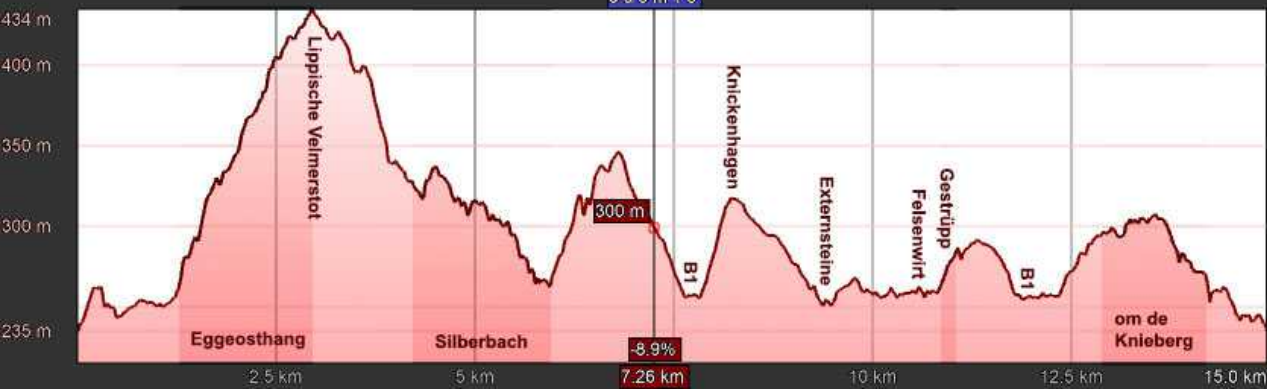 434 m
400 m
350 m
300 m
235 m
Lippische Velmerstot
300 m
B1
Knickenhagen
Externsteine
Felsenwirt
Gestrüpp
B1
Eggeosthang
Silberbach
om de
Knieberg
-8.9%
2.5 km
5 km
7.26 km
10 km
12.5 km
15.0 km